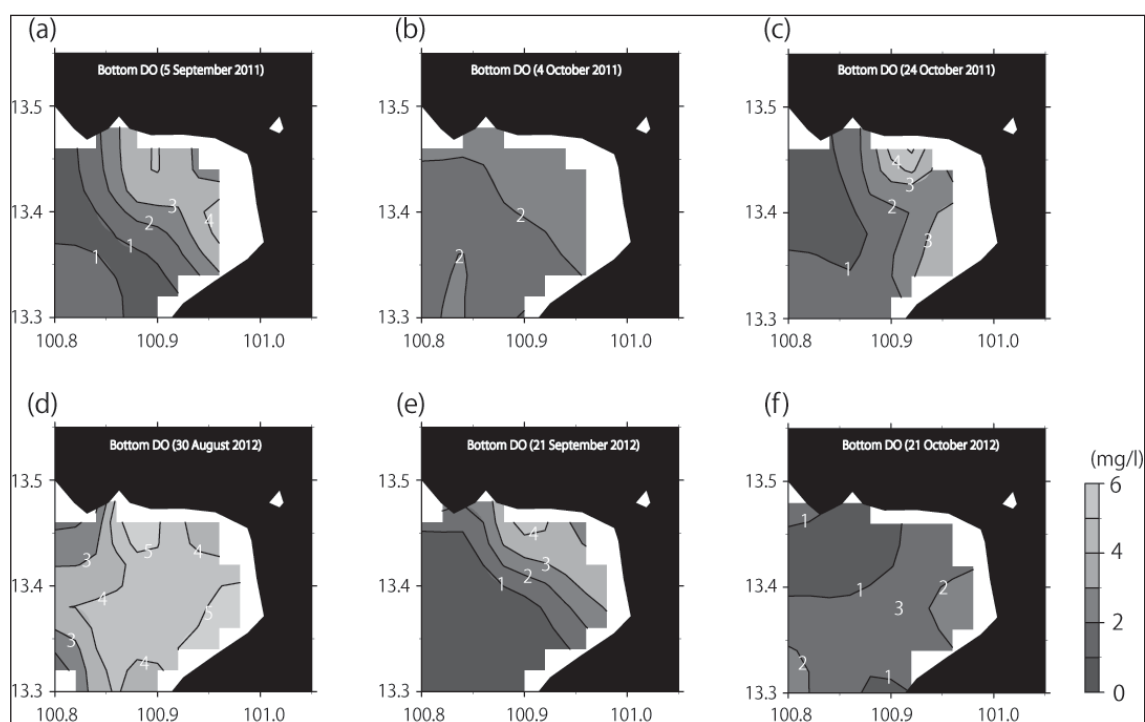 (a) (b) (c)
Bottom DO (5 September 2011) Bottom DO (4 October 2011) Bottom DO (24 October 2011)
13.5 13.5 13.5
4
3 3
13.4 4 13.4 2 13.4 2
2 3
1
1 2 1
13.3 13.3 13.3
100.8 100.9 101.0 100.8 100.9 101.0 100.8 100.9 101.0
(d) (e) (f)
Bottom DO (30 August 2012) Bottom DO (21 September 2012) Bottom DO (21 October 2012)
(mg/l)
13.5 13.5 13.5 6
4 1
5 4
3 3 4
13.4 4 13.4 2 13.4 1 2
5 1 3
2
3
4 2 1
13.3 13.3 13.3 0
100.8 100.9 101.0 100.8 100.9 101.0 100.8 100.9 101.0